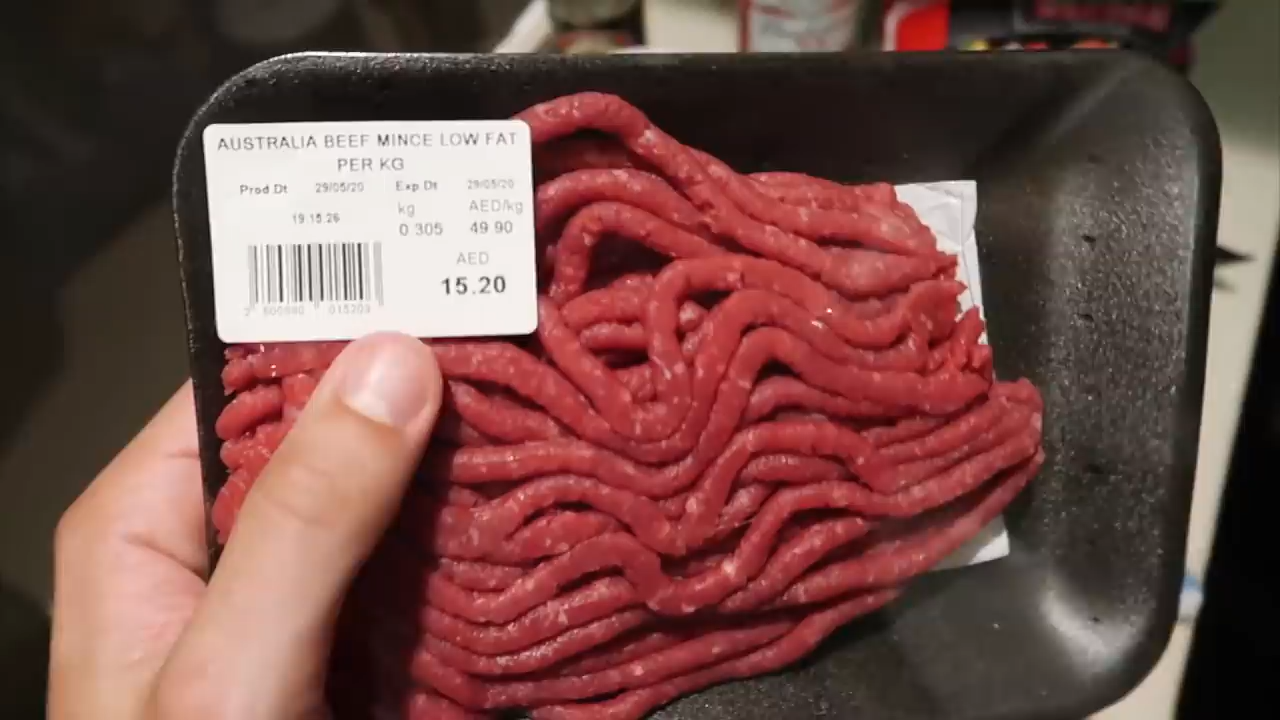 AUSTRALIA BEEF MINCE LOW FAT
PER KG
Prod.Dt 29/05/20 Exp.Dt 29/05/20
19.15.26 kg AED/kg
0.305 49.90
AED
15.20